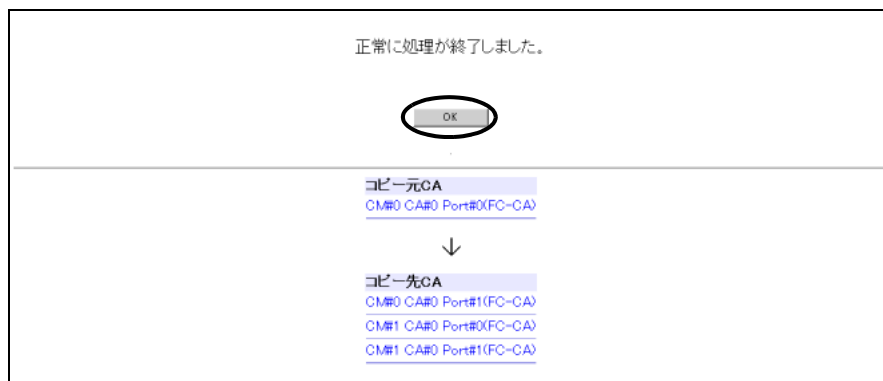 正常に処理が終了しました。
OK
コピー元CA
CM#0 CA#0 Port#0(FC-CA)
↓
コピー先CA
CM#0 CA#0 Port#1(FC-CA)
CM#1 CA#0 Port#0(FC-CA)
CM#1 CA#0 Port#1(FC-CA)